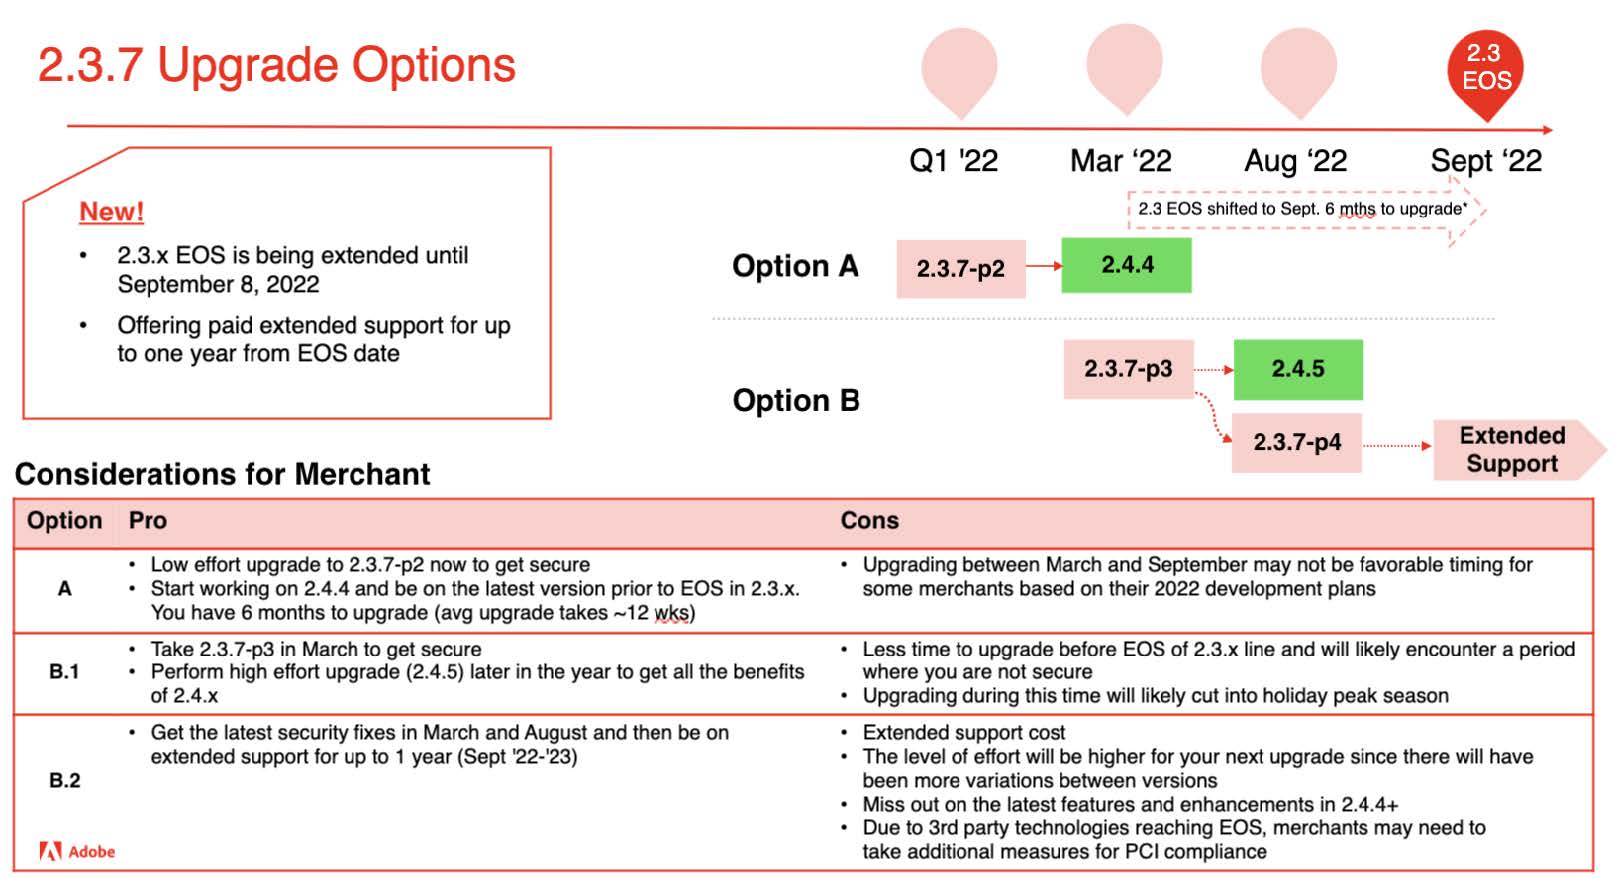 2.3.7 Upgrade Options
2.3
EOS
Q1 '22
Mar ‘22
Aug ‘22
Sept ‘22
2.3 EOS shifted to Sept. 6 mths to upgrade*
New!
• 2.3.x EOS is being extended until
September 8, 2022
• Offering paid extended support for up
to one year from EOS date
Option A
2.3.7-p2
2.4.4
Option B
2.3.7-p3
2.4.5
2.3.7-p4
Extended
Support
Considerations for Merchant
Option
Pro
Cons
A
• Low effort upgrade to 2.3.7-p2 now to get secure
• Start working on 2.4.4 and be on the latest version prior to EOS in 2.3.x.
You have 6 months to upgrade (avg upgrade takes ~12 wks)
• Upgrading between March and September may not be favorable timing for
some merchants based on their 2022 development plans
B.1
• Take 2.3.7-p3 in March to get secure
• Perform high effort upgrade (2.4.5) later in the year to get all the benefits
of 2.4.x
• Less time to upgrade before EOS of 2.3.x line and will likely encounter a period
where you are not secure
• Upgrading during this time will likely cut into holiday peak season
B.2
• Get the latest security fixes in March and August and then be on
extended support for up to 1 year (Sept '22-'23)
• Extended support cost
• The level of effort will be higher for your next upgrade since there will have
been more variations between versions
• Miss out on the latest features and enhancements in 2.4.4+
• Due to 3rd party technologies reaching EOS, merchants may need to
take additional measures for PCI compliance
Adobe